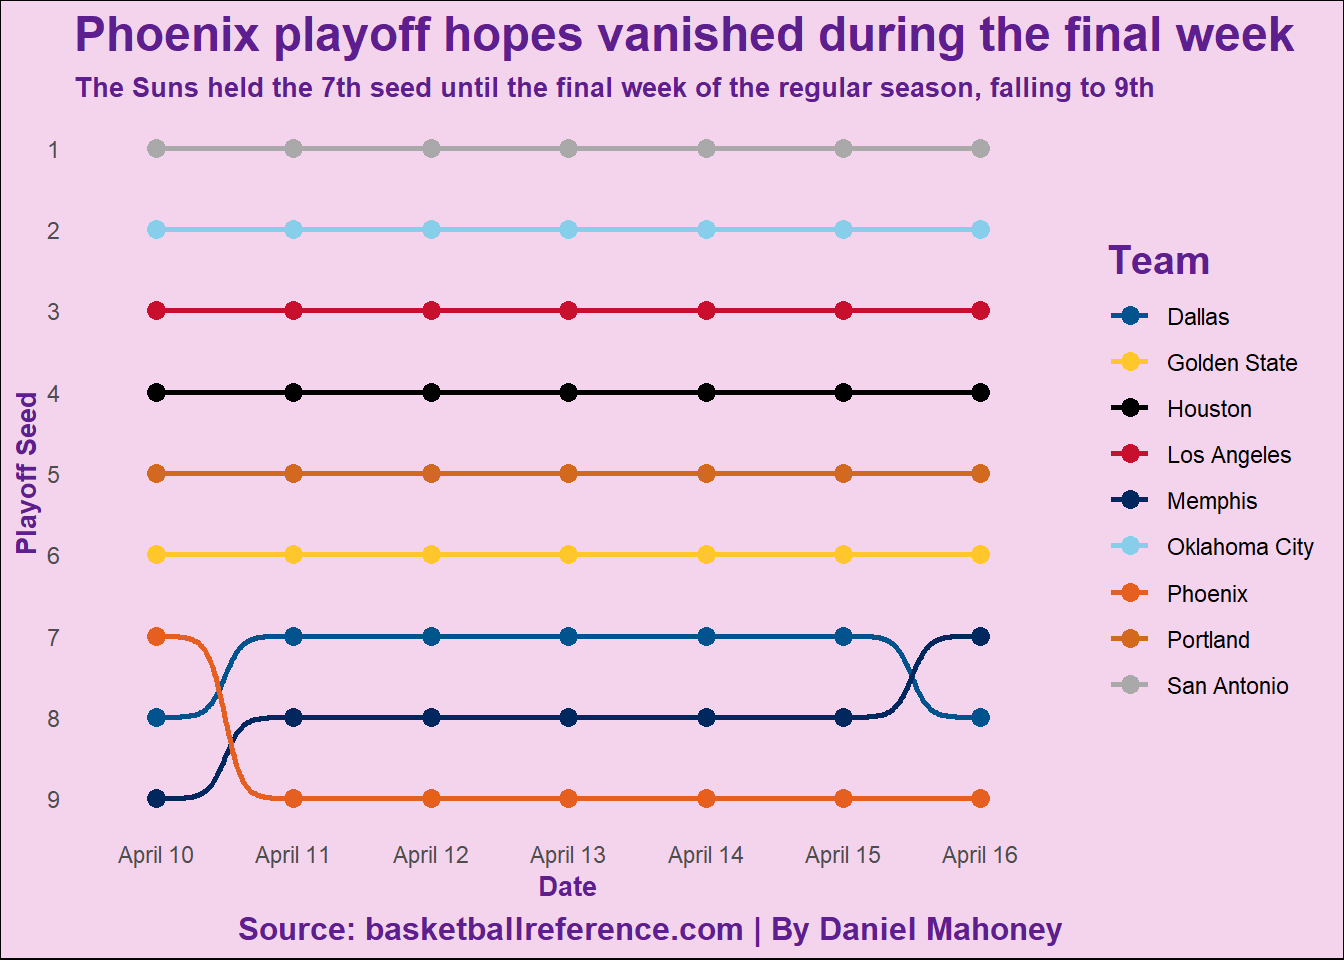 Phoenix playoff hopes vanished during the final week
The Suns held the 7th seed until the final week of the regular season, falling to 9th
1
2
3
4
5
6
7
8
9
Playoff Seed
April 10 April 11 April 12 April 13 April 14 April 15 April 16
Date
Team
Dallas
Golden State
Houston
Los Angeles
Memphis
Oklahoma City
Phoenix
Portland
San Antonio
Source: basketballreference.com | By Daniel Mahoney